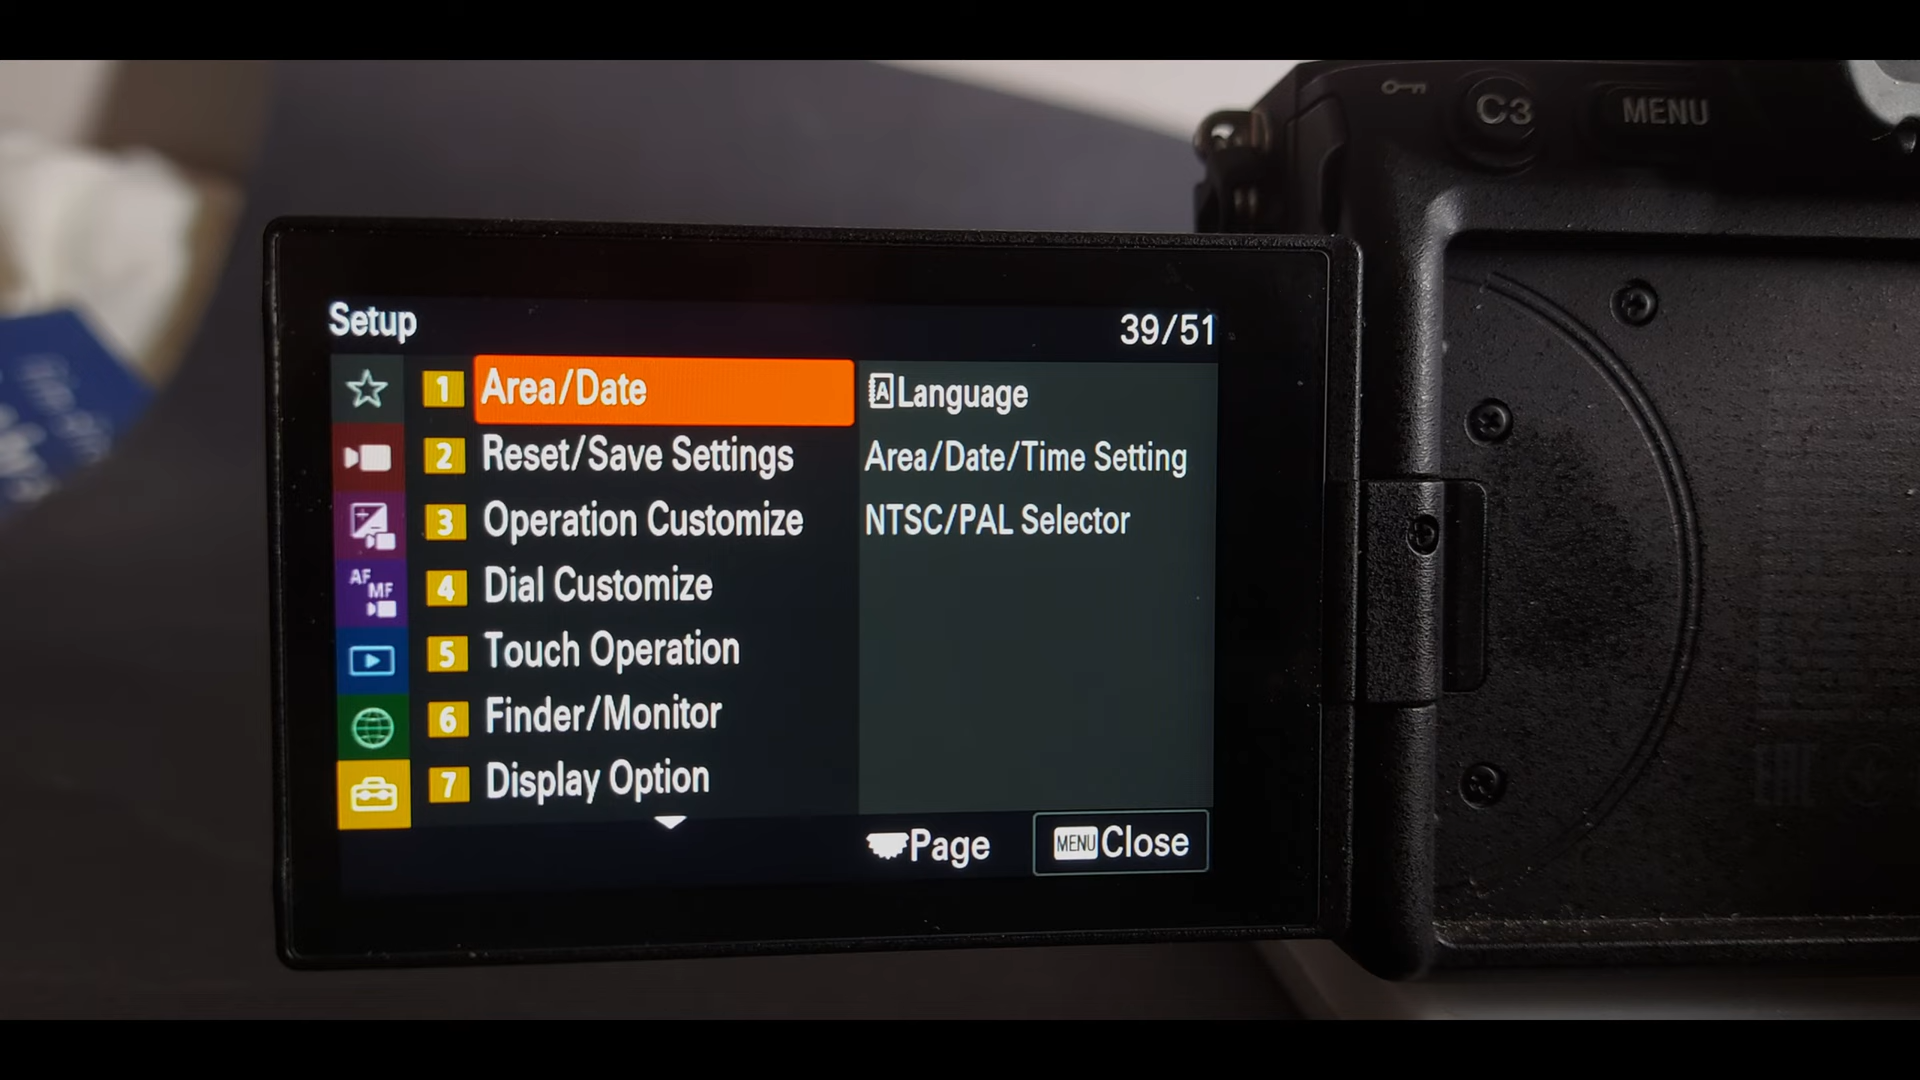 C3 MENU
Setup 39/51
1 Area/Date
2 Reset/Save Settings
3 Operation Customize
4 Dial Customize
5 Touch Operation
6 Finder/Monitor
7 Display Option
A Language
Area/Date/Time Setting
NTSC/PAL Selector
AF MF
Page
MENU Close